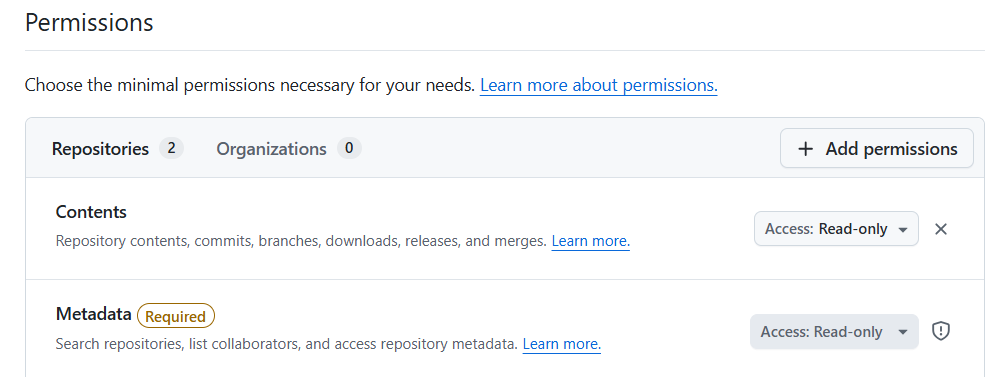 Permissions
Choose the minimal permissions necessary for your needs. Learn more about permissions.
Repositories 2 Organizations 0 + Add permissions
Contents
Repository contents, commits, branches, downloads, releases, and merges. Learn more.
Access: Read-only
Metadata Required
Search repositories, list collaborators, and access repository metadata. Learn more.
Access: Read-only